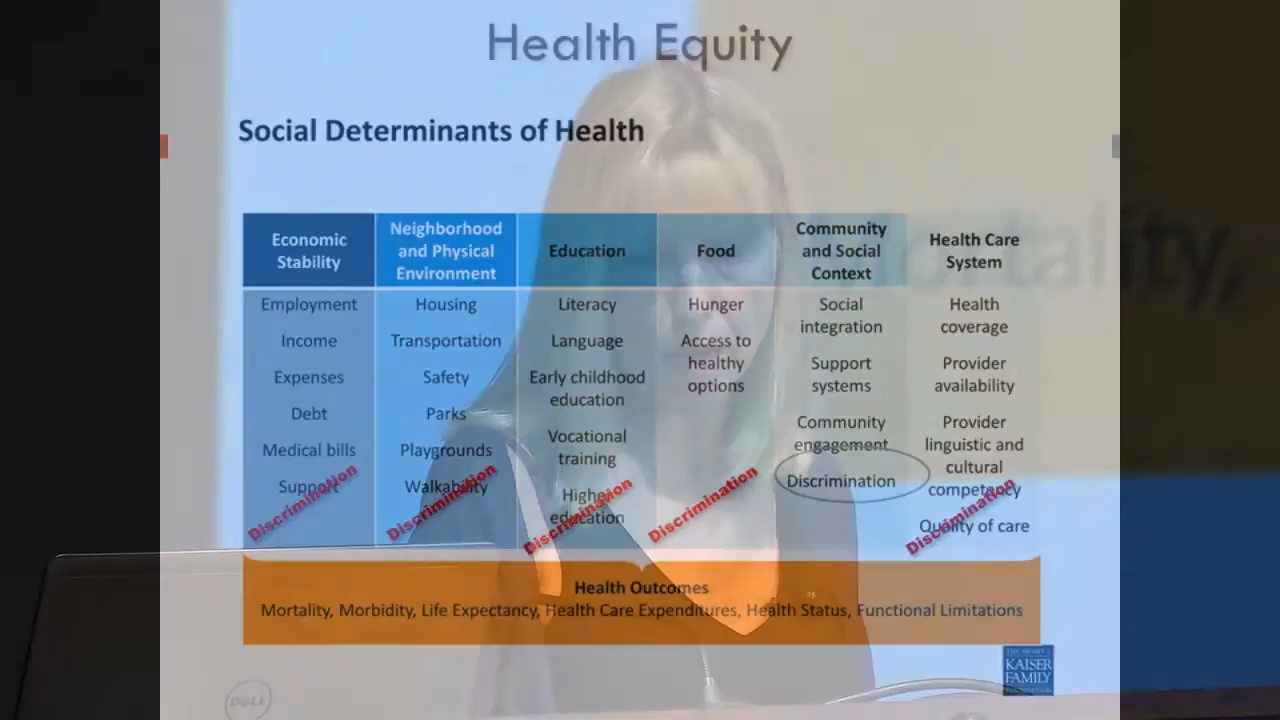 Health Equity
Social Determinants of Health
Economic
Stability
Employment
Income
Expenses
Debt
Medical bills
Support
Discrimination
Neighborhood
and Physical
Environment
Housing
Transportation
Safety
Parks
Playgrounds
Walkability
Discrimination
Education
Literacy
Language
Early childhood
education
Vocational
training
Higher
education
Discrimination
Food
Hunger
Access to
healthy
options
Discrimination
Community
and Social
Context
Social
integration
Support
systems
Community
engagement
Discrimination
Health Care
System
Health
coverage
Provider
availability
Provider
linguistic and
cultural
competency
Quality of care
Discrimination
Health Outcomes
Mortality, Morbidity, Life Expectancy, Health Care Expenditures, Health Status, Functional Limitations
KAISER
FAMILY
DELL